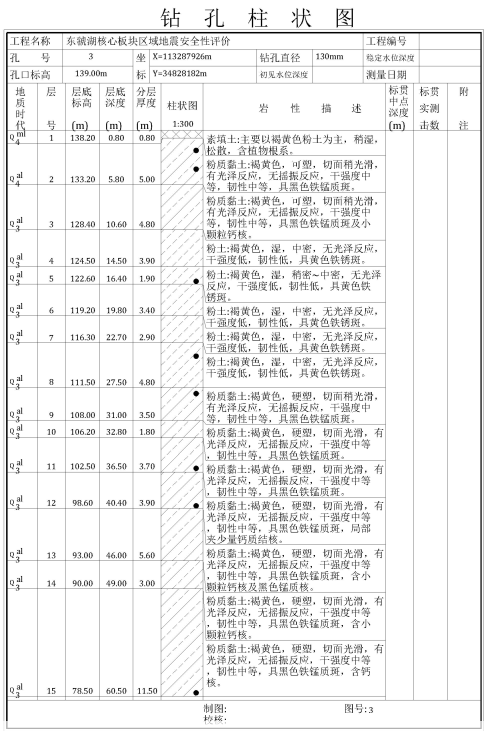 钻 孔 柱 状 图
工程名称 东虢湖核心板块区域地震安全性评价 工程编号
孔 号 3 坐 X=113287926m 钻孔直径 130mm 稳定水位深度
孔口标高 139.00m 标 Y=34828182m 初见水位深度 测量日期
地质时代 层号 层底标高(m) 层底深度(m) 分层厚度(m) 柱状图 1:300 岩 性 描 述 标贯中点深度(m) 标贯实测击数 附注
Q4ml 1 138.20 0.80 0.80
素填土:主要以褐黄色粉土为主，稍湿，
松散，含植物根系。
Q4al 2 133.20 5.80 5.00
粉质黏土:褐黄色，可塑，切面稍光滑，
有光泽反应，无摇振反应，干强度中
等，韧性中等，具黑色铁锰质斑。
Q3al 3 128.40 10.60 4.80
粉质黏土:褐黄色，可塑，切面稍光滑，
有光泽反应，无摇振反应，干强度中
等，韧性中等，具黑色铁锰质斑及小
颗粒钙核。
Q3al 4 124.50 14.50 3.90
粉土:褐黄色，湿，中密，无光泽反应，
干强度低，韧性低，具黄色铁锈斑。
Q3al 5 122.60 16.40 1.90
粉土:褐黄色，湿，稍密~中密，无光泽
反应，干强度低，韧性低，具黄色铁
锈斑。
Q3al 6 119.20 19.80 3.40
粉土:褐黄色，湿，中密，无光泽反应，
干强度低，韧性低，具黄色铁锈斑。
Q3al 7 116.30 22.70 2.90
粉土:褐黄色，湿，中密，无光泽反应，
干强度低，韧性低，具黄色铁锈斑。
Q3al 8 111.50 27.50 4.80
粉土:褐黄色，湿，中密，无光泽反应，
干强度低，韧性低，具黄色铁锈斑。
Q3al 9 108.00 31.00 3.50
粉质黏土:褐黄色，硬塑，切面稍光滑，
有光泽反应，无摇振反应，干强度中
等，韧性中等，具黑色铁锰质斑。
Q3al 10 106.20 32.80 1.80
粉质黏土:褐黄色，硬塑，切面光滑，有
光泽反应，无摇振反应，干强度中等
，韧性中等，具黑色铁锰质斑。
Q3al 11 102.50 36.50 3.70
粉质黏土:褐黄色，硬塑，切面光滑，有
光泽反应，无摇振反应，干强度中等
，韧性中等，具黑色铁锰质斑。
Q3al 12 98.60 40.40 3.90
粉质黏土:褐黄色，硬塑，切面光滑，有
光泽反应，无摇振反应，干强度中等
，韧性中等，具黑色铁锰质斑，局部
夹少量钙质结核。
Q3al 13 93.00 46.00 5.60
粉质黏土:褐黄色，硬塑，切面光滑，有
光泽反应，无摇振反应，干强度中等
，韧性中等，具黑色铁锰质斑，含小
颗粒钙核及黑色锰质核。
Q3al 14 90.00 49.00 3.00
粉质黏土:褐黄色，硬塑，切面光滑，有
光泽反应，无摇振反应，干强度中等
，韧性中等，具黑色铁锰质斑，含小
颗粒钙核。
粉质黏土:褐黄色，硬塑，切面光滑，有
光泽反应，无摇振反应，干强度中等
，韧性中等，具黑色铁锰质斑，含钙
核。
Q3al 15 78.50 60.50 11.50
制图: 图号:3
校核: